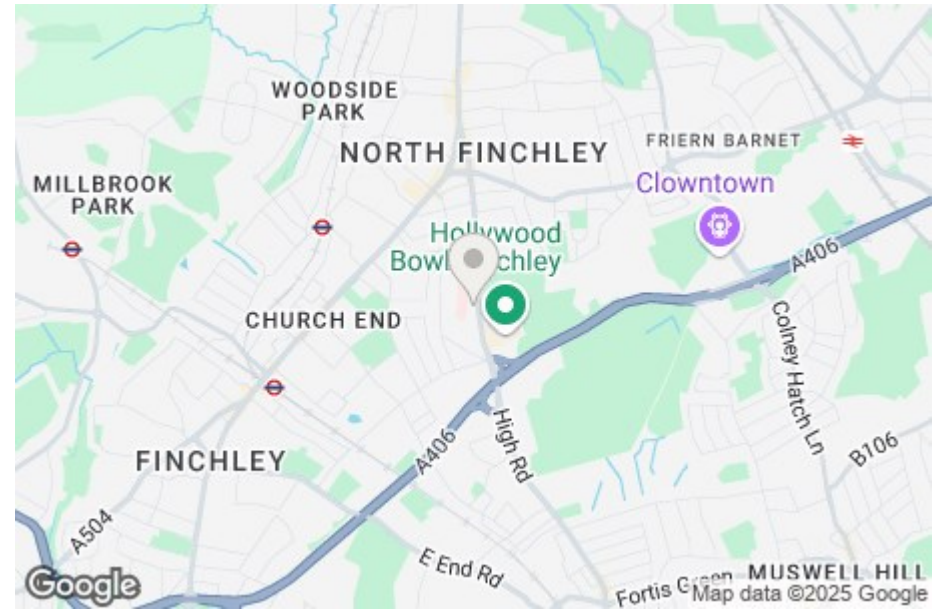 WOODSIDE
PARK
NORTH FINCHLEY
FRIERN BARNET
MILLBROOK
PARK
Clowntown
Hollywood
Bowl
A406
CHURCH END
Colney Hatch Ln
High Rd
FINCHLEY
A406
B106
A504
E End Rd
Fortis Green
MUSWELL HILL
Google
Map data ©2025 Google